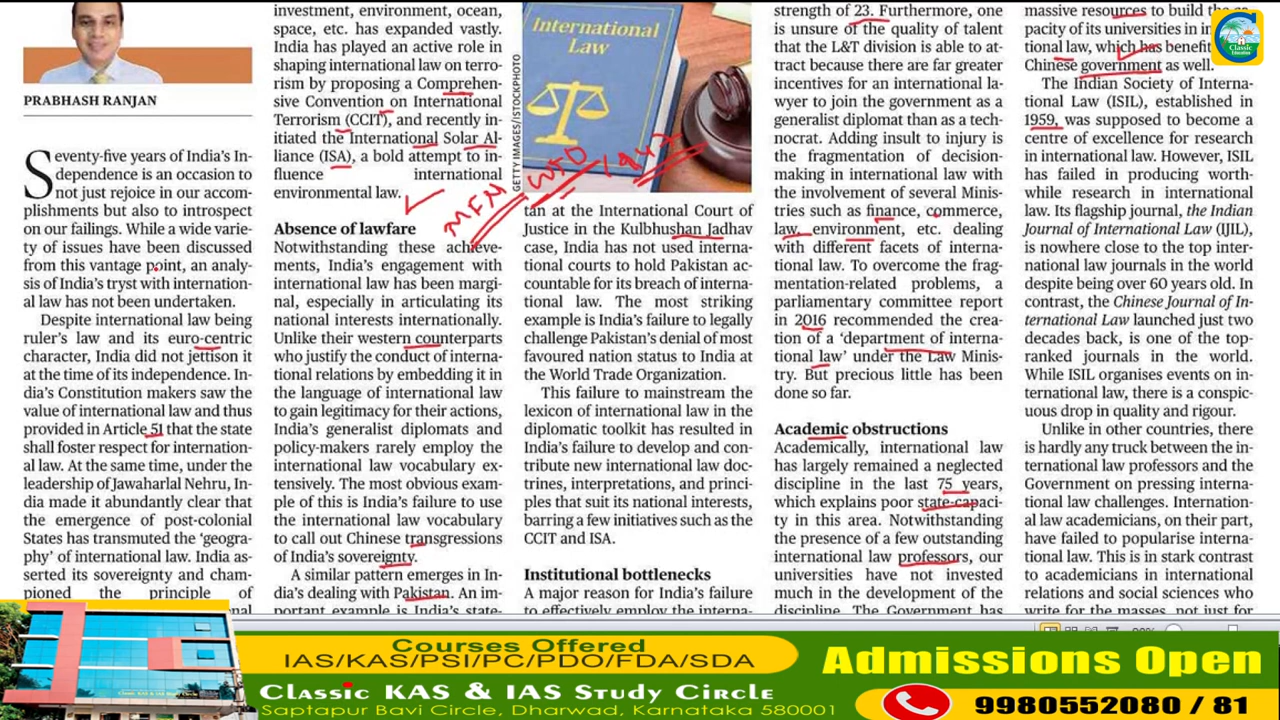 PRABHASH RANJAN
Seventy-five years of India's In-
dependence is an occasion to
not just rejoice in our accom-
plishments but also to introspect
on our failings. While a wide varie-
ty of issues have been discussed
from this vantage point, an analy-
sis of India's tryst with internation-
al law has not been undertaken.
Despite international law being
ruler's law and its euro-centric
character, India did not jettison it
at the time of its independence. In-
dia's Constitution makers saw the
value of international law and thus
provided in Article 51 that the state
shall foster respect for internation-
al law. At the same time, under the
leadership of Jawaharlal Nehru, In-
dia made it abundantly clear that
the emergence of post-colonial
States has transmuted the 'geogra-
phy' of international law. India as-
serted its sovereignty and cham-
pioned the principle of
investment, environment, ocean,
space, etc. has expanded vastly.
India has played an active role in
shaping international law on terro-
rism by proposing a Comprehen-
sive Convention on International
Terrorism (CCIT), and recently in-
itiated the International Solar Al-
liance (ISA), a bold attempt to in-
fluence international
environmental law.
Absence of lawfare
Notwithstanding these achieve-
ments, India's engagement with
international law has been margi-
nal, especially in articulating its
national interests internationally.
Unlike their western counterparts
who justify the conduct of interna-
tional relations by embedding it in
the language of international law
to gain legitimacy for their actions,
India's generalist diplomats and
policy-makers rarely employ the
international law vocabulary ex-
tensively. The most obvious exam-
ple of this is India's failure to use
the international law vocabulary
to call out Chinese transgressions
of India's sovereignty.
A similar pattern emerges in In-
dia's dealing with Pakistan. An im-
portant example is India's state-
International
Law
GETTY IMAGES/ISTOCKPHOTO
MFN WTO 1947
tan at the International Court of
Justice in the Kulbhushan Jadhav
case, India has not used interna-
tional courts to hold Pakistan ac-
countable for its breach of interna-
tional law. The most striking
example is India's failure to legally
challenge Pakistan's denial of most
favoured nation status to India at
the World Trade Organization.
This failure to mainstream the
lexicon of international law in the
diplomatic toolkit has resulted in
India's failure to develop and con-
tribute new international law doc-
trines, interpretations, and princi-
ples that suit its national interests,
barring a few initiatives such as the
CCIT and ISA.
Institutional bottlenecks
A major reason for India's failure
to effectively employ the interna-
strength of 23. Furthermore, one
is unsure of the quality of talent
that the L&T division is able to at-
tract because there are far greater
incentives for an international la-
wyer to join the government as a
generalist diplomat than as a tech-
nocrat. Adding insult to injury is
the fragmentation of decision-
making in international law with
the involvement of several Minis-
tries such as finance, commerce,
law, environment, etc. dealing
with different facets of interna-
tional law. To overcome the frag-
mentation-related problems, a
parliamentary committee report
in 2016 recommended the crea-
tion of a 'department of interna-
tional law' under the Law Minis-
try. But precious little has been
done so far.
Academic obstructions
Academically, international law
has largely remained a neglected
discipline in the last 75 years,
which explains poor state-capaci-
ty in this area. Notwithstanding
the presence of a few outstanding
international law professors, our
universities have not invested
much in the development of the
discipline. The Government has
massive resources to build the ca-
pacity of its universities in
tional law, which has
Chinese government as well.
The Indian Society of Interna-
tional Law (ISIL), established in
1959, was supposed to become a
centre of excellence for research
in international law. However, ISIL
has failed in producing worth-
while research in international
law. Its flagship journal, the Indian
Journal of International Law (IJIL),
is nowhere close to the top inter-
national law journals in the world
despite being over 60 years old. In
contrast, the Chinese Journal of In-
ternational Law launched just two
decades back, is one of the top-
ranked journals in the world.
While ISIL organises events on in-
ternational law, there is a conspic-
uous drop in quality and rigour.
Unlike in other countries, there
is hardly any truck between the in-
ternational law professors and the
Government on pressing interna-
tional law challenges. Internation-
al law academicians, on their part,
have failed to popularise interna-
tional law. This is in stark contrast
to academicians in international
relations and social sciences who
write for the masses, not just for
Classic
Education
Courses Offered
IAS/KAS/PSI/PC/PDO/FDA/SDA
Classic KAS & IAS Study Circle
Saptapur Bavi Circle, Dharwad, Karnataka 580001
Admissions Open
9980552080 / 81